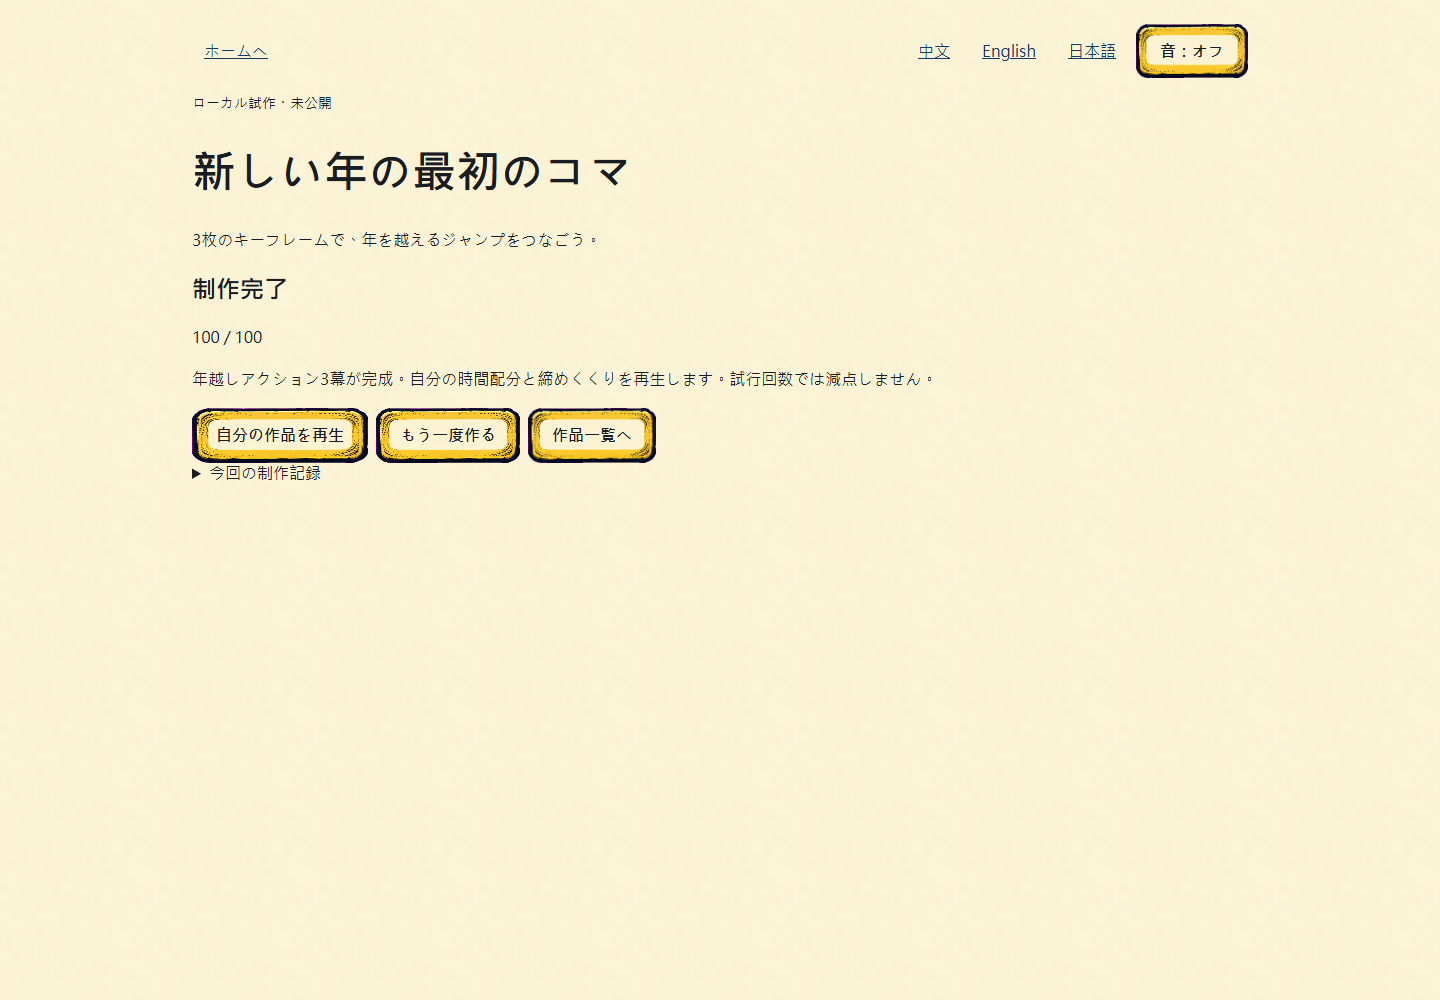 ホームへ
中文 English 日本語 音：オフ
ローカル試作・未公開
新しい年の最初のコマ
3枚のキーフレームで、年を越えるジャンプをつなごう。
制作完了
100 / 100
年越しアクション3幕が完成。自分の時間配分と締めくくりを再生します。試行回数では減点しません。
自分の作品を再生 もう一度作る 作品一覧へ
▶ 今回の制作記録